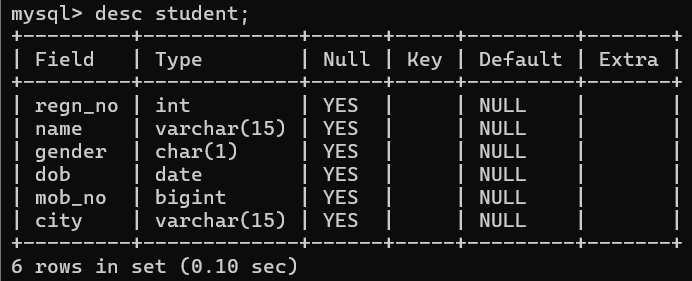 mysql> desc student;
+---------+-------------+------+-----+---------+-------+
| Field   | Type        | Null | Key | Default | Extra |
+---------+-------------+------+-----+---------+-------+
| regn_no | int         | YES  |     | NULL    |       |
| name    | varchar(15) | YES  |     | NULL    |       |
| gender  | char(1)     | YES  |     | NULL    |       |
| dob     | date        | YES  |     | NULL    |       |
| mob_no  | bigint      | YES  |     | NULL    |       |
| city    | varchar(15) | YES  |     | NULL    |       |
+---------+-------------+------+-----+---------+-------+
6 rows in set (0.10 sec)